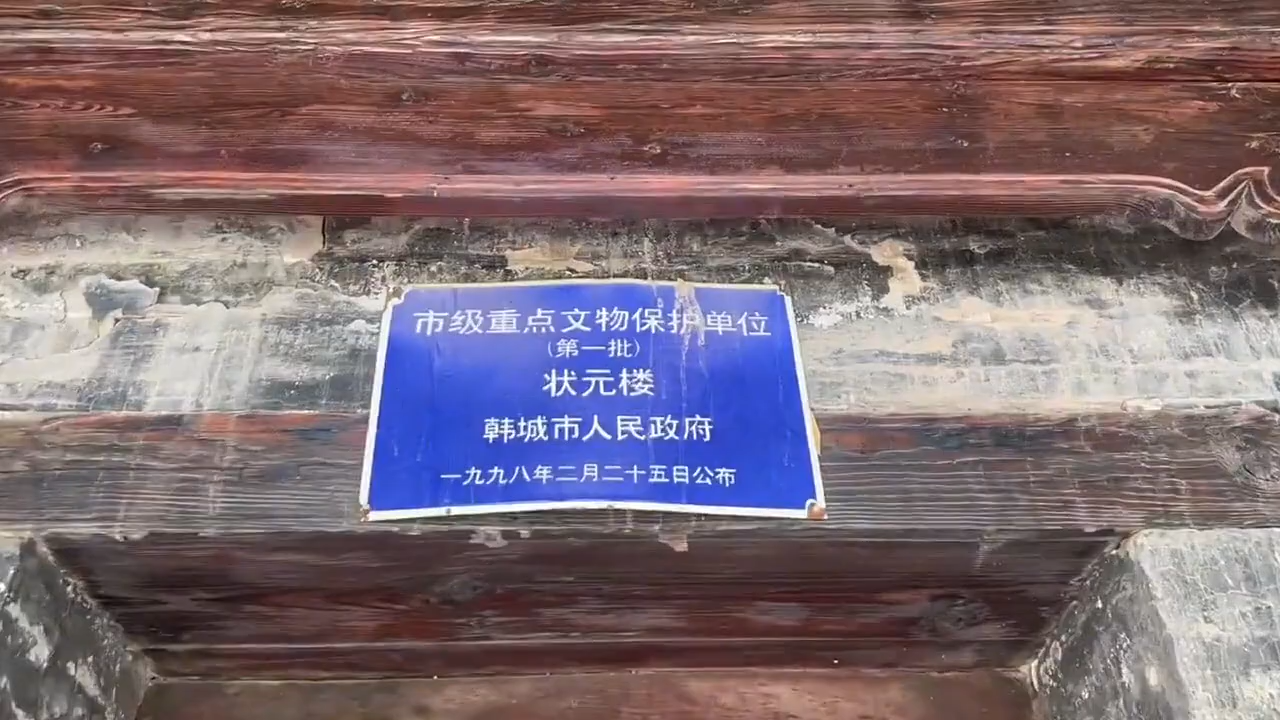 市级重点文物保护单位
（第一批）
状元楼
韩城市人民政府
一九九八年二月二十五日公布